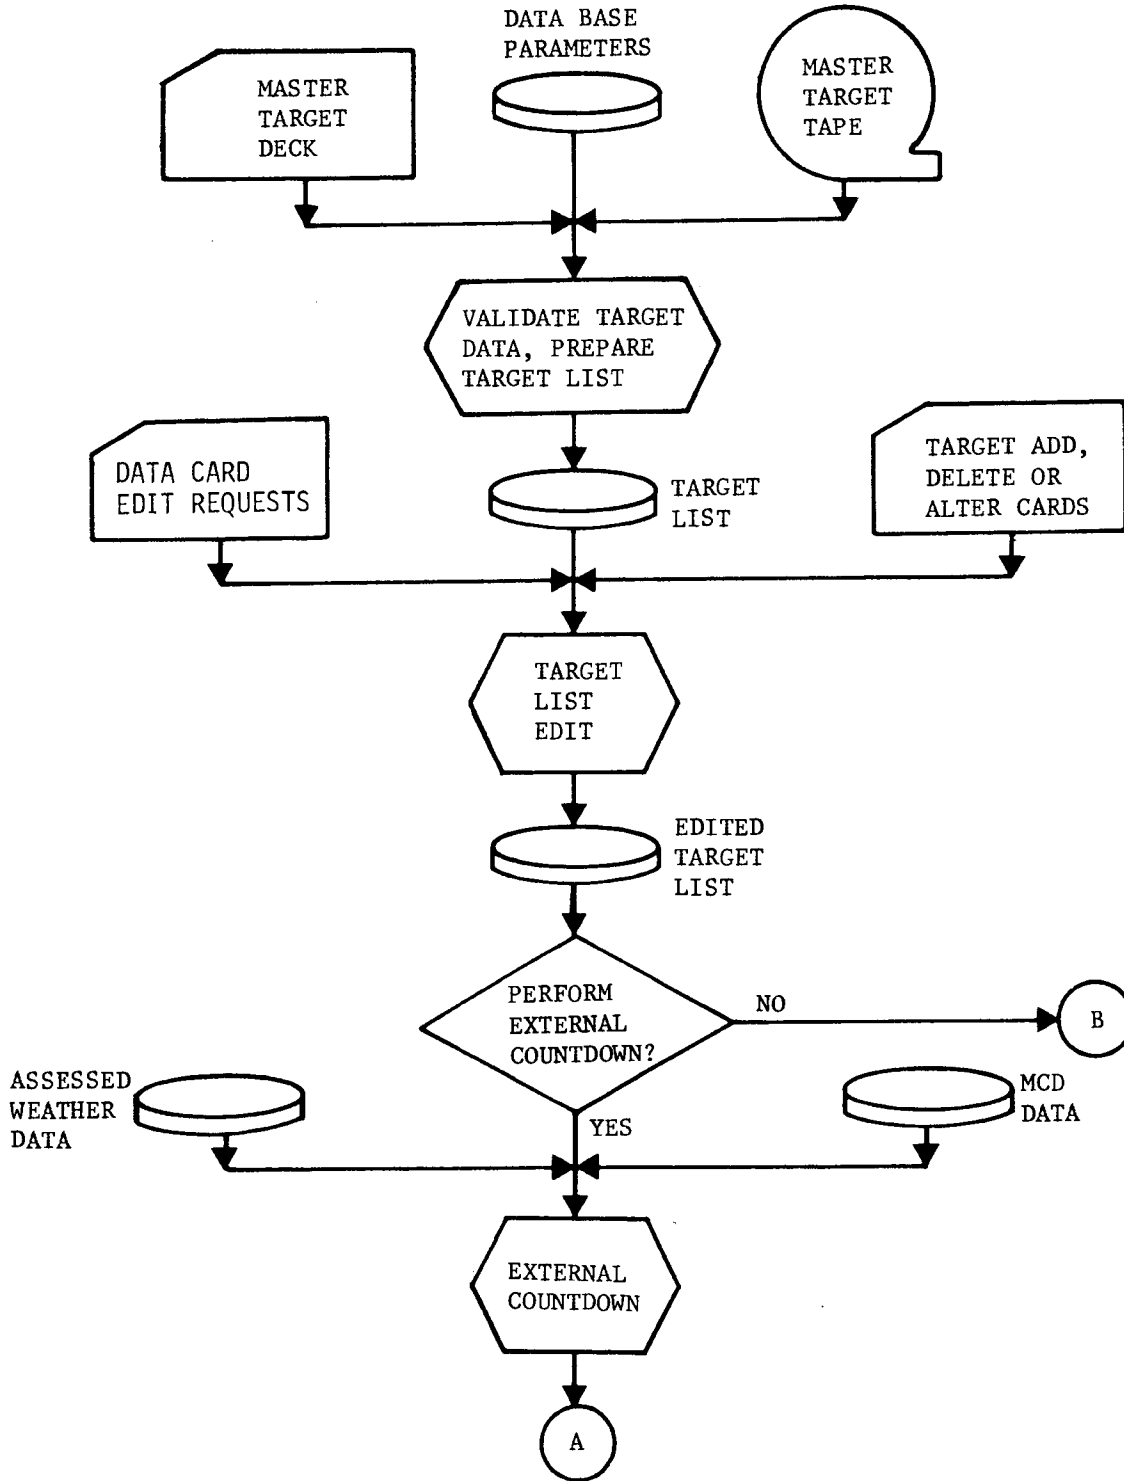 DATA BASE
PARAMETERS
MASTER
TARGET
DECK
MASTER
TARGET
TAPE
VALIDATE TARGET
DATA, PREPARE
TARGET LIST
DATA CARD
EDIT REQUESTS
TARGET
LIST
TARGET ADD,
DELETE OR
ALTER CARDS
TARGET
LIST
EDIT
EDITED
TARGET
LIST
PERFORM
EXTERNAL
COUNTDOWN?
NO
B
ASSESSED
WEATHER
DATA
YES
MCD
DATA
EXTERNAL
COUNTDOWN
A